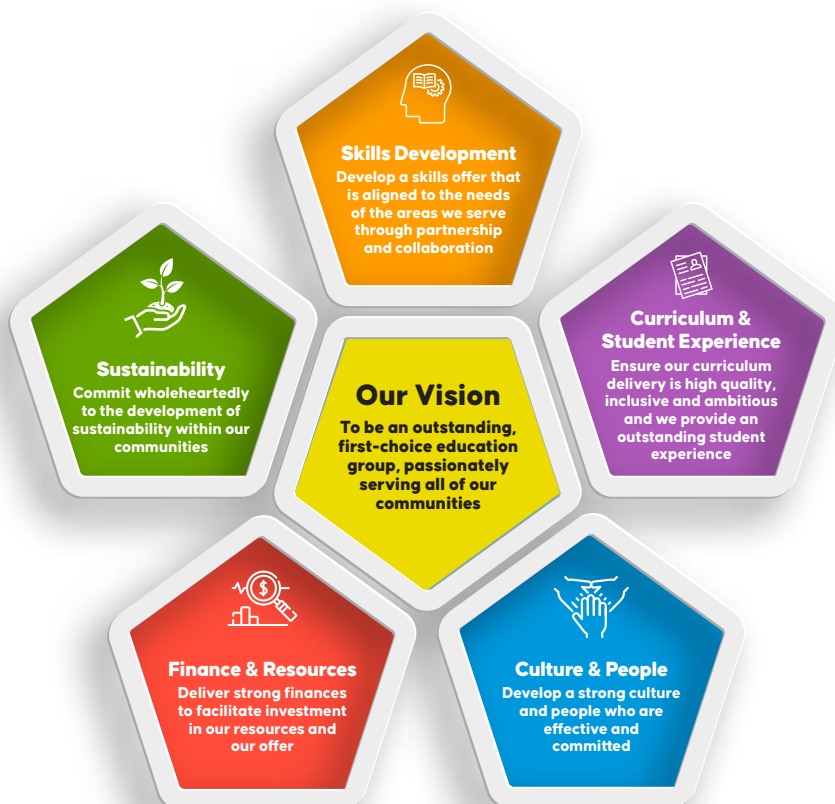 Skills Development
Develop a skills offer that
is aligned to the needs
of the areas we serve
through partnership
and collaboration
Sustainability
Commit wholeheartedly
to the development of
sustainability within our
communities
Curriculum &
Student Experience
Ensure our curriculum
delivery is high quality,
inclusive and ambitious
and we provide an
outstanding student
experience
Our Vision
To be an outstanding,
first-choice education
group, passionately
serving all of our
communities
Finance & Resources
Deliver strong finances
to facilitate investment
in our resources and
our offer
Culture & People
Develop a strong culture
and people who are
effective and
committed